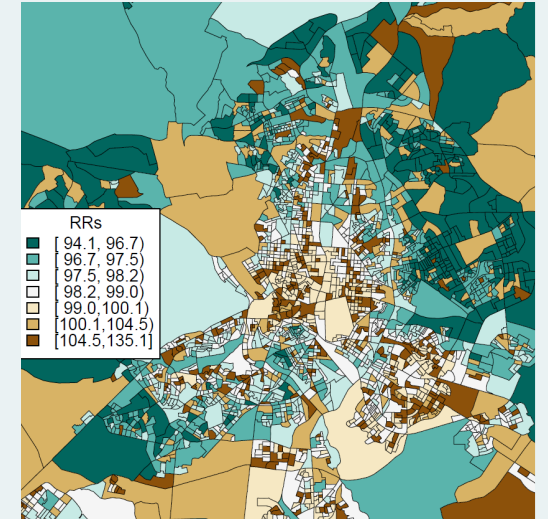 RRs
[ 94.1, 96.7)
[ 96.7, 97.5)
[ 97.5, 98.2)
[ 98.2, 99.0)
[ 99.0,100.1)
[100.1,104.5)
[104.5,135.1]